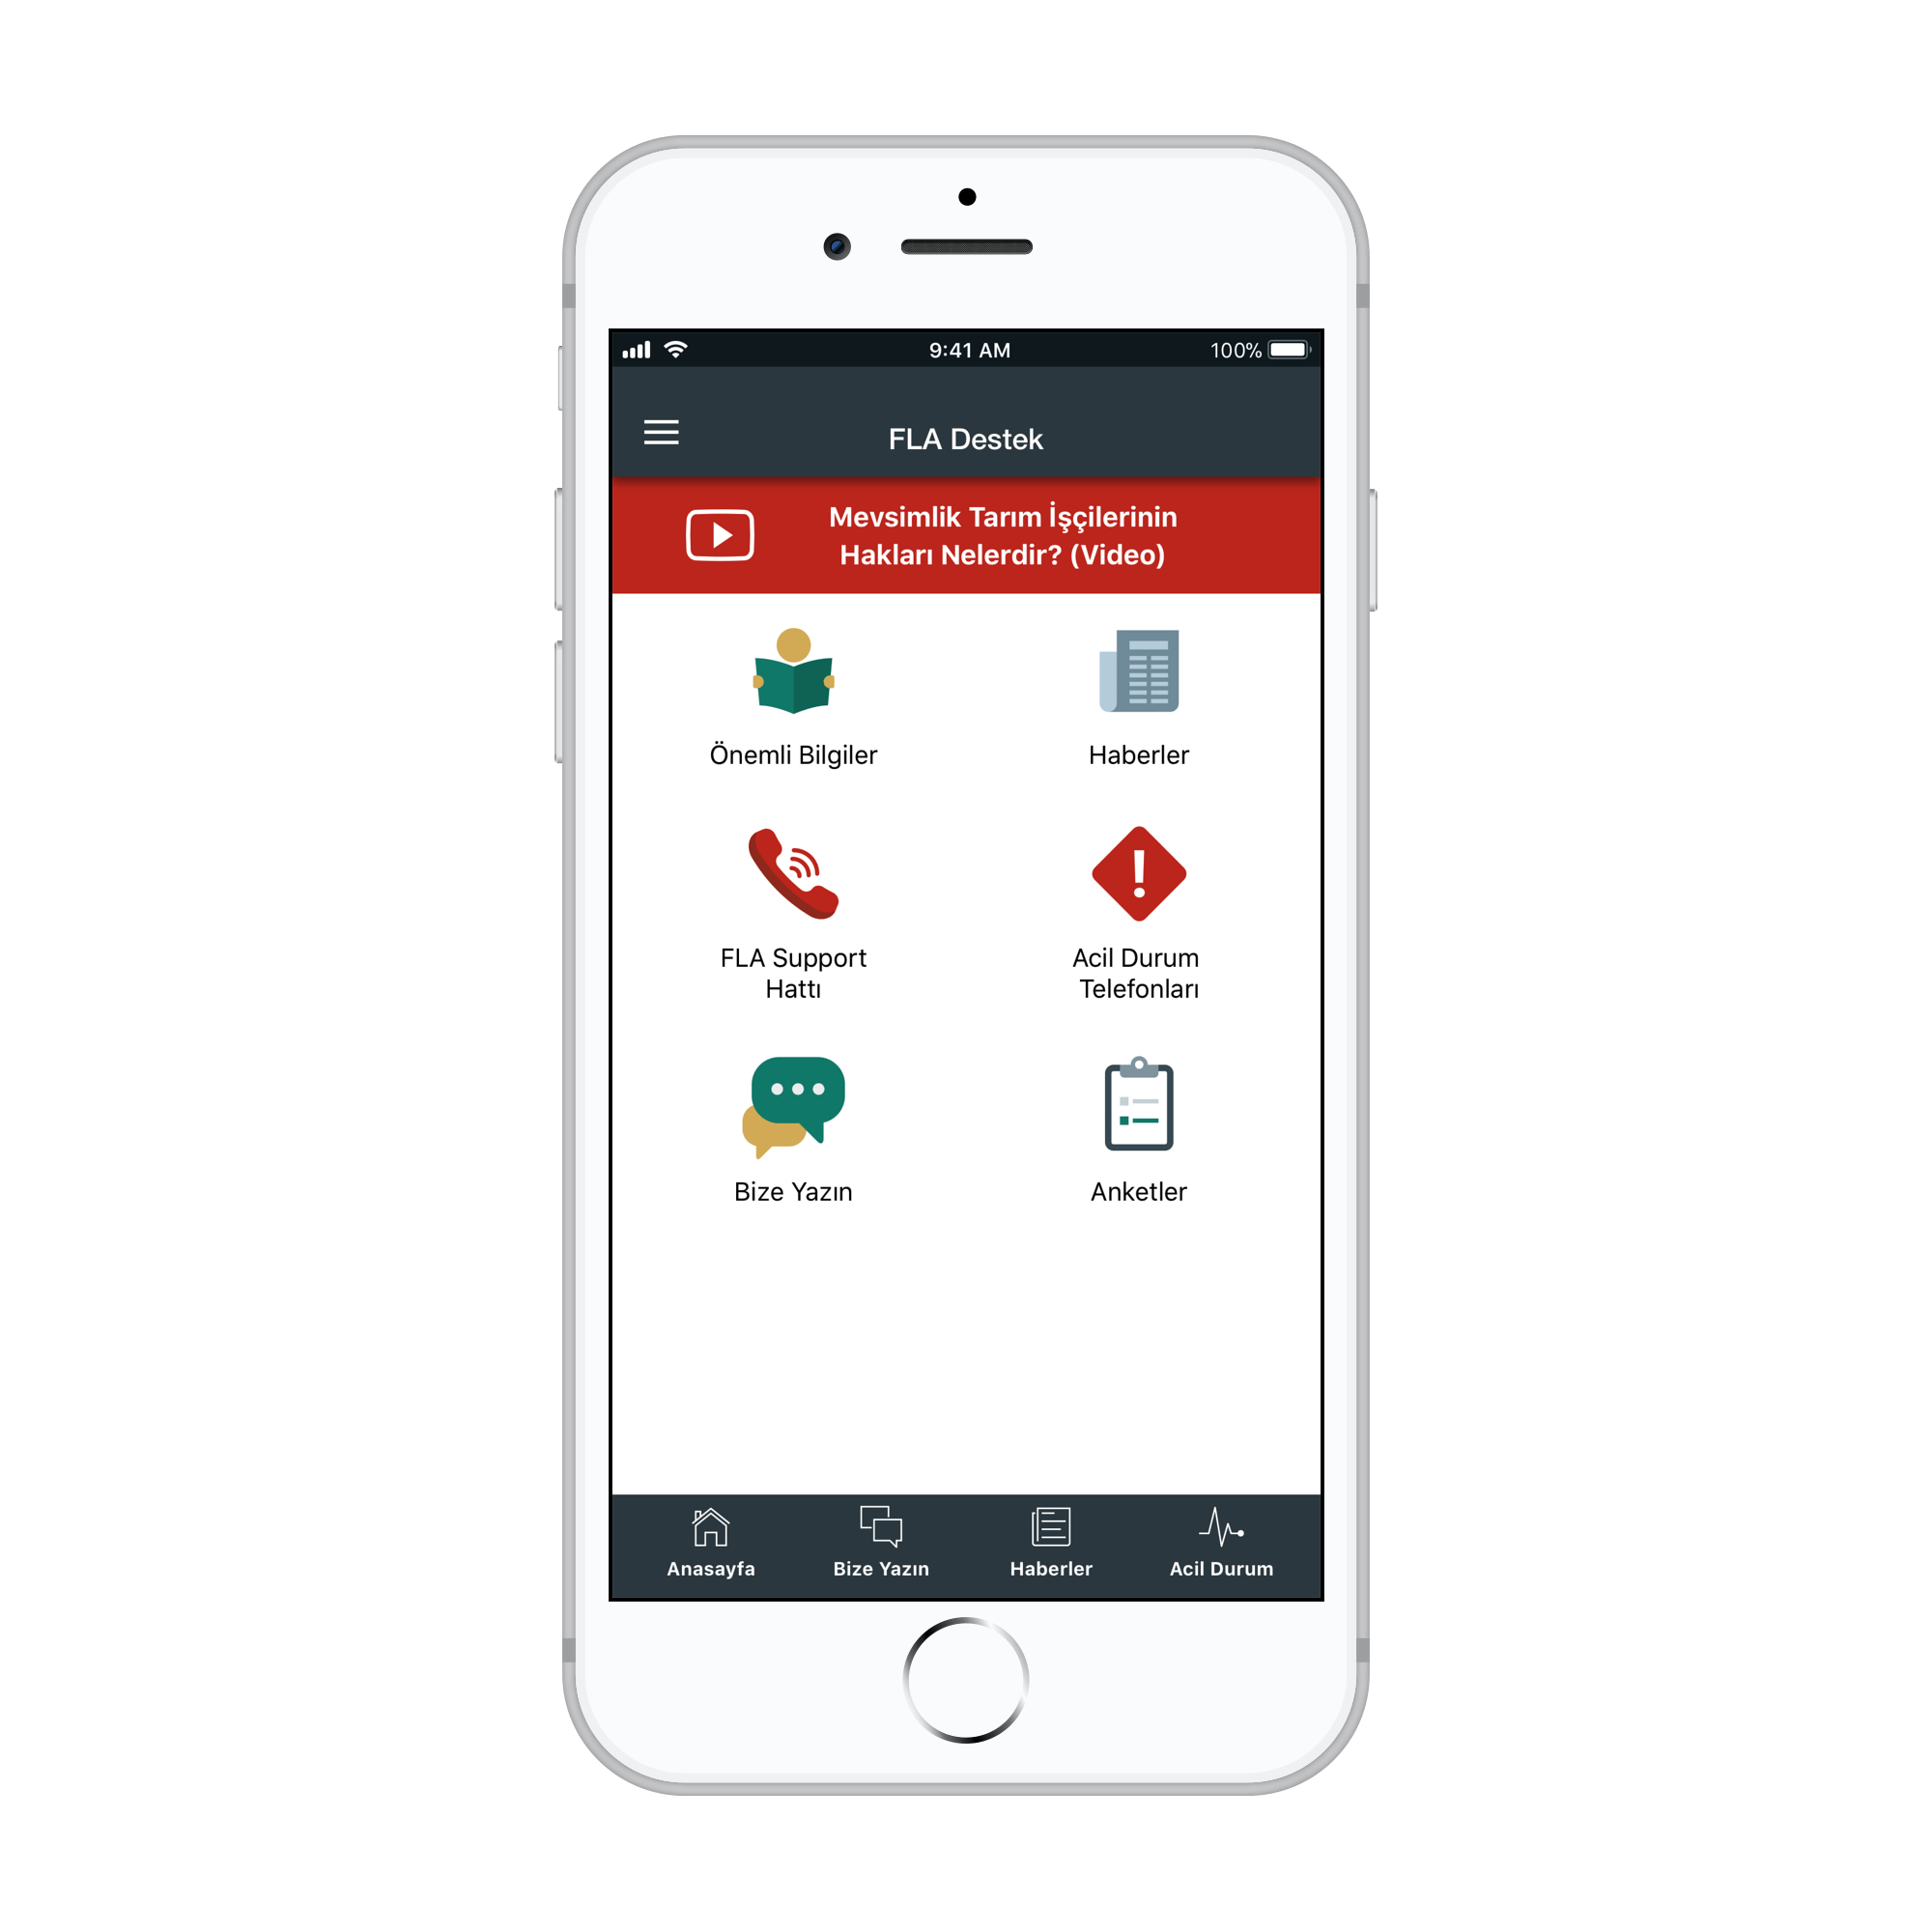 9:41 AM
100%
FLA Destek
Mevsimlik Tarım İşçilerinin
Hakları Nelerdir? (Video)
Önemli Bilgiler
Haberler
FLA Support
Hattı
Acil Durum
Telefonları
Bize Yazın
Anketler
Anasayfa
Bize Yazın
Haberler
Acil Durum